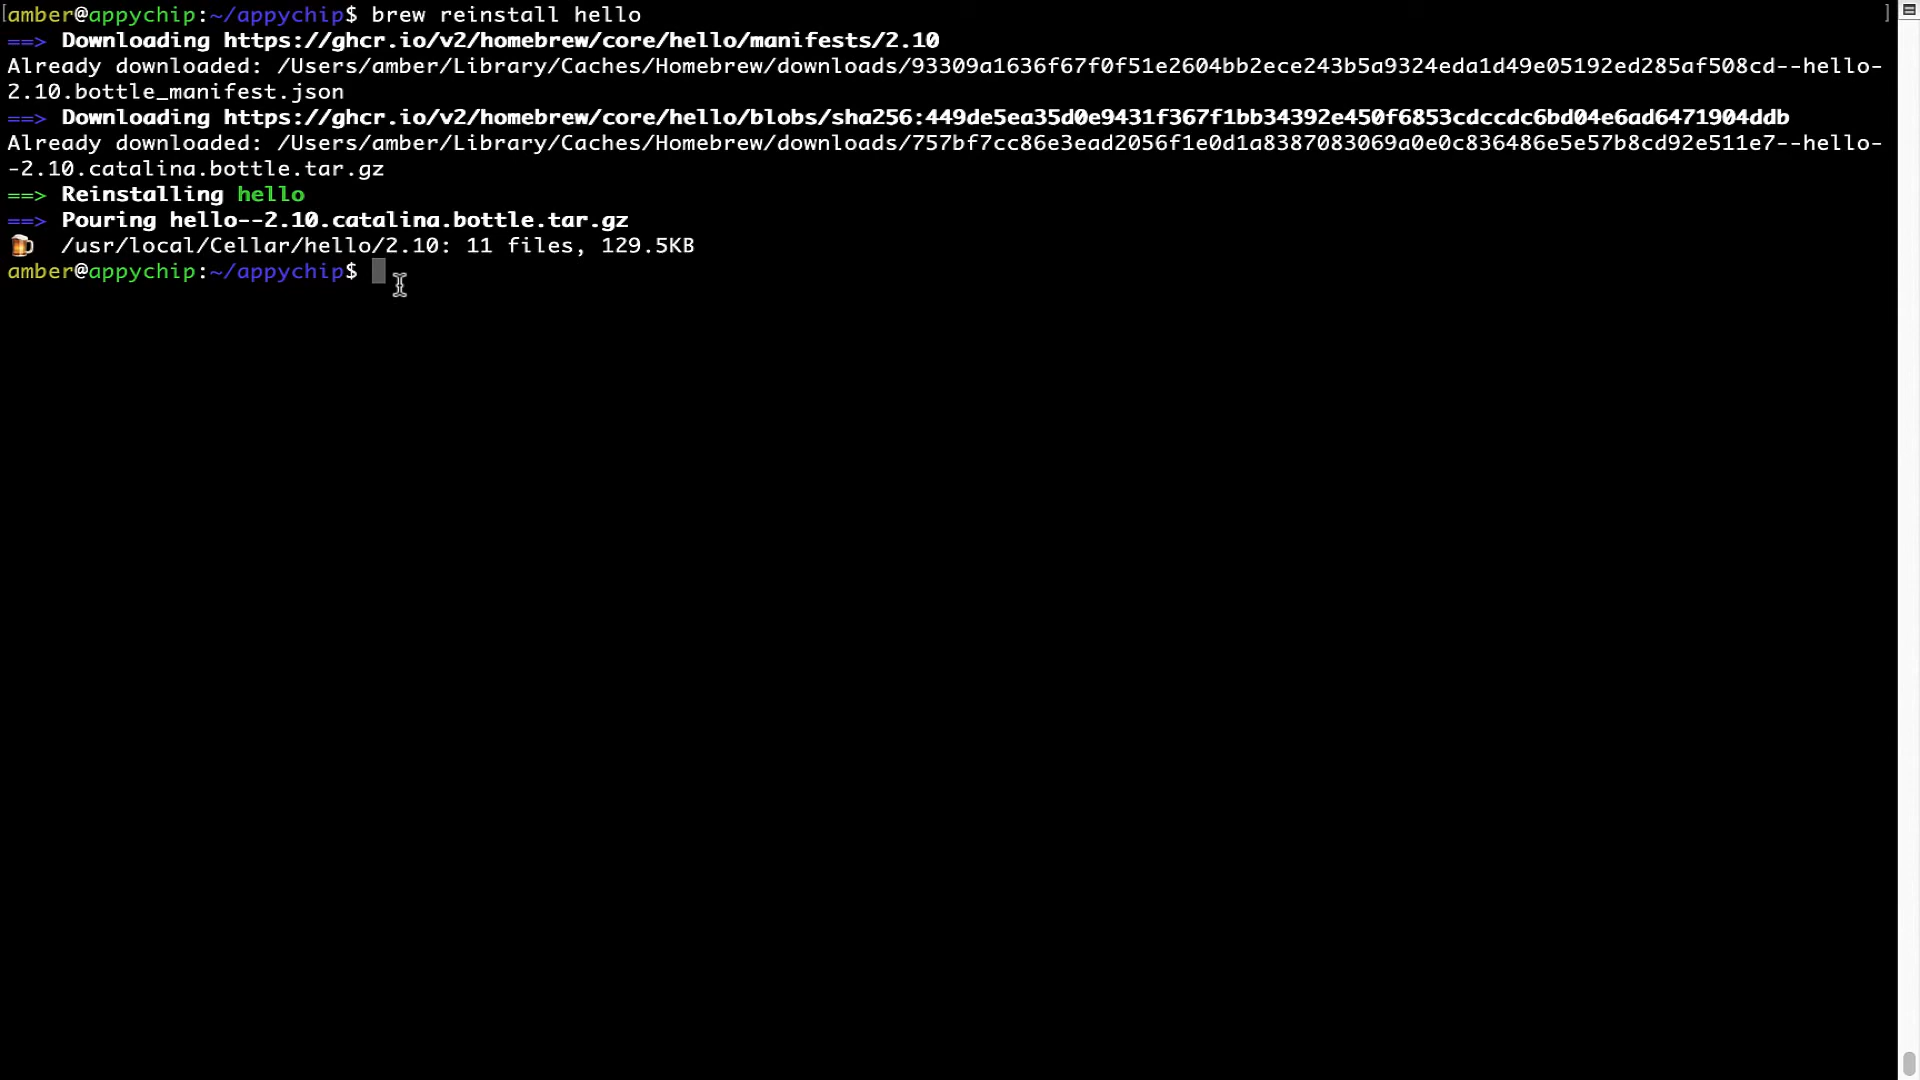 [amber@appychip:~/appychip$ brew reinstall hello ]
==> Downloading https://ghcr.io/v2/homebrew/core/hello/manifests/2.10
Already downloaded: /Users/amber/Library/Caches/Homebrew/downloads/93309a1636f67f0f51e2604bb2ece243b5a9324eda1d49e05192ed285af508cd--hello-
2.10.bottle_manifest.json
==> Downloading https://ghcr.io/v2/homebrew/core/hello/blobs/sha256:449de5ea35d0e9431f367f1bb34392e450f6853cdccdc6bd04e6ad6471904ddb
Already downloaded: /Users/amber/Library/Caches/Homebrew/downloads/757bf7cc86e3ead2056f1e0d1a8387083069a0e0c836486e5e57b8cd92e511e7--hello-
-2.10.catalina.bottle.tar.gz
==> Reinstalling hello
==> Pouring hello--2.10.catalina.bottle.tar.gz
🍺 /usr/local/Cellar/hello/2.10: 11 files, 129.5KB
amber@appychip:~/appychip$